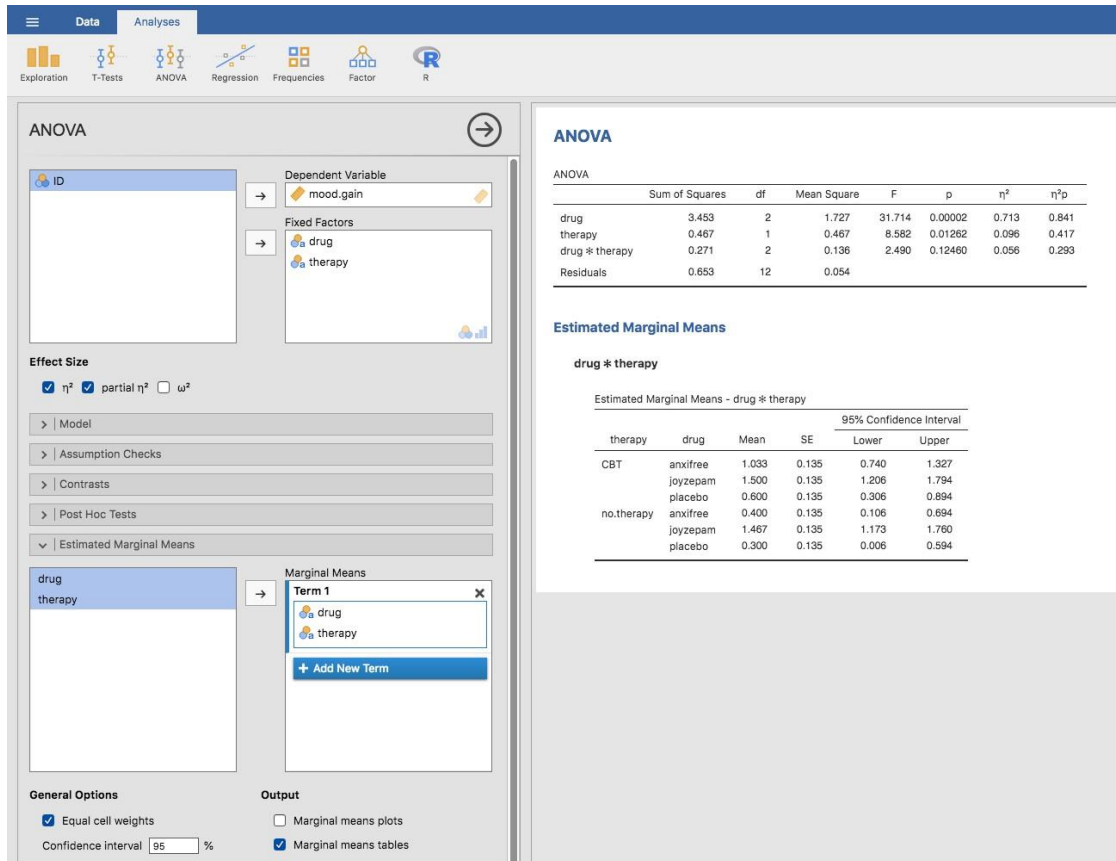 Data Analyses
Exploration T-Tests ANOVA Regression Frequencies Factor R
ANOVA
ID
Dependent Variable
mood.gain
Fixed Factors
drug
therapy
Effect Size
η² partial η² ω²
Model
Assumption Checks
Contrasts
Post Hoc Tests
Estimated Marginal Means
drug
therapy
Marginal Means
Term 1
drug
therapy
+ Add New Term
General Options
Equal cell weights
Confidence interval 95 %
Output
Marginal means plots
Marginal means tables
ANOVA
ANOVA
Sum of Squares df Mean Square F p η² η²p
drug 3.453 2 1.727 31.714 0.00002 0.713 0.841
therapy 0.467 1 0.467 8.582 0.01262 0.096 0.417
drug ✻ therapy 0.271 2 0.136 2.490 0.12460 0.056 0.293
Residuals 0.653 12 0.054
Estimated Marginal Means
drug ✻ therapy
Estimated Marginal Means - drug ✻ therapy
95% Confidence Interval
therapy drug Mean SE Lower Upper
CBT anxifree 1.033 0.135 0.740 1.327
joyzepam 1.500 0.135 1.206 1.794
placebo 0.600 0.135 0.306 0.894
no.therapy anxifree 0.400 0.135 0.106 0.694
joyzepam 1.467 0.135 1.173 1.760
placebo 0.300 0.135 0.006 0.594